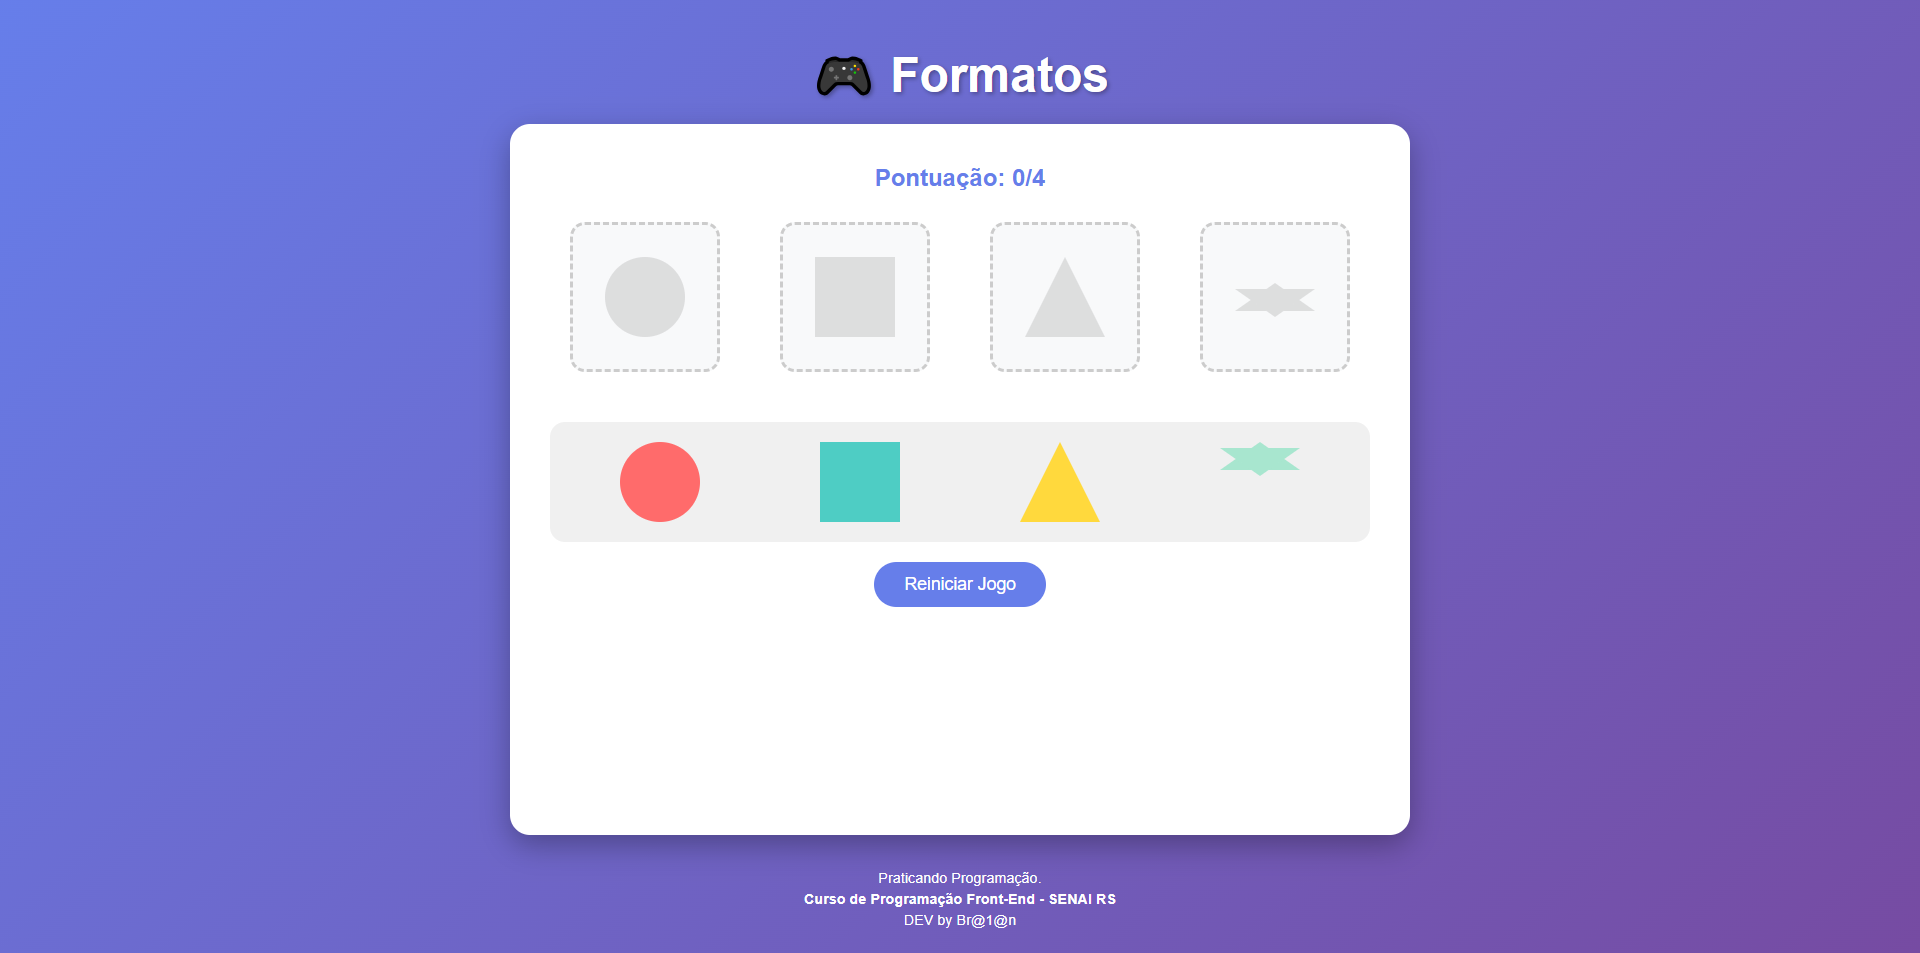 Formatos
Pontuação: 0/4
Reiniciar Jogo
Praticando Programação.
Curso de Programação Front-End - SENAI RS
DEV by Br@1@n